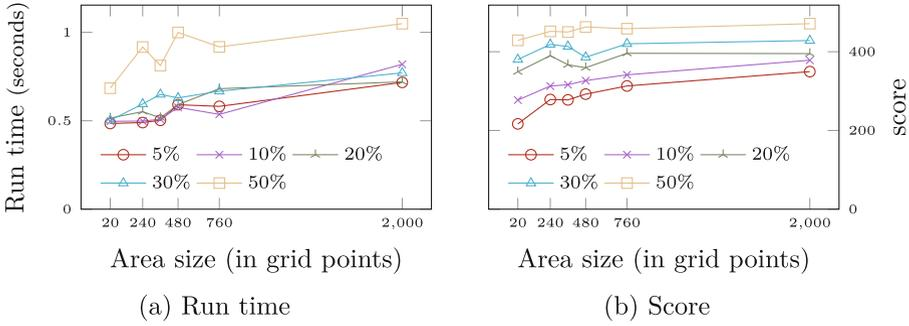 Run time (seconds)
1
0.5
0
5% 10% 20%
30% 50%
20 240 480 760 2,000
Area size (in grid points)
(a) Run time
score
400
200
0
5% 10% 20%
30% 50%
20 240 480 760 2,000
Area size (in grid points)
(b) Score